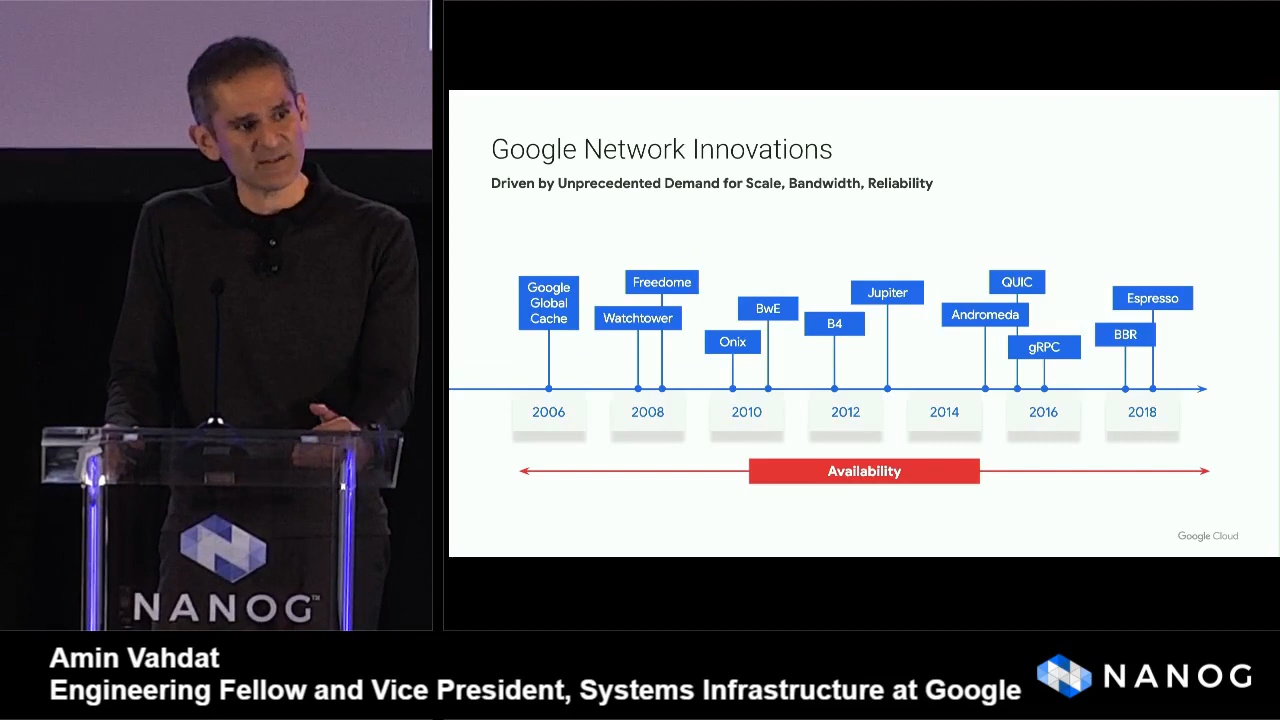 Google Network Innovations
Driven by Unprecedented Demand for Scale, Bandwidth, Reliability
Google
Global
Cache
Watchtower
Freedome
Onix
BwE
B4
Jupiter
Andromeda
QUIC
gRPC
BBR
Espresso
2006
2008
2010
2012
2014
2016
2018
Availability
Google Cloud
NANOG™
Amin Vahdat
Engineering Fellow and Vice President, Systems Infrastructure at Google
NANOG